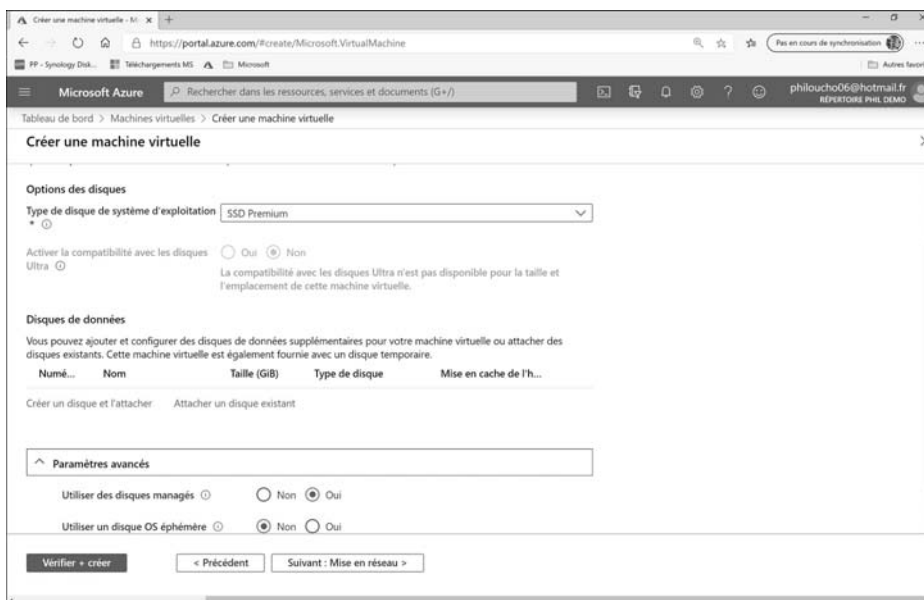 Créer une machine virtuelle - M
https://portal.azure.com/#create/Microsoft.VirtualMachine
Pas en cours de synchronisation
PP - Synology Disk...
Téléchargements MS
Microsoft
Autres favori
Microsoft Azure
Rechercher dans les ressources, services et documents (G+/)
philoucho06@hotmail.fr
RÉPERTOIRE PHIL DEMO
Tableau de bord > Machines virtuelles > Créer une machine virtuelle
Créer une machine virtuelle
Options des disques
Type de disque de système d'exploitation
*
SSD Premium
Activer la compatibilité avec les disques
Ultra
Oui Non
La compatibilité avec les disques Ultra n'est pas disponible pour la taille et
l'emplacement de cette machine virtuelle.
Disques de données
Vous pouvez ajouter et configurer des disques de données supplémentaires pour votre machine virtuelle ou attacher des
disques existants. Cette machine virtuelle est également fournie avec un disque temporaire.
Numé... Nom Taille (GiB) Type de disque Mise en cache de l'h...
Créer un disque et l'attacher Attacher un disque existant
Paramètres avancés
Utiliser des disques managés Non Oui
Utiliser un disque OS éphémère Non Oui
Vérifier + créer < Précédent Suivant : Mise en réseau >